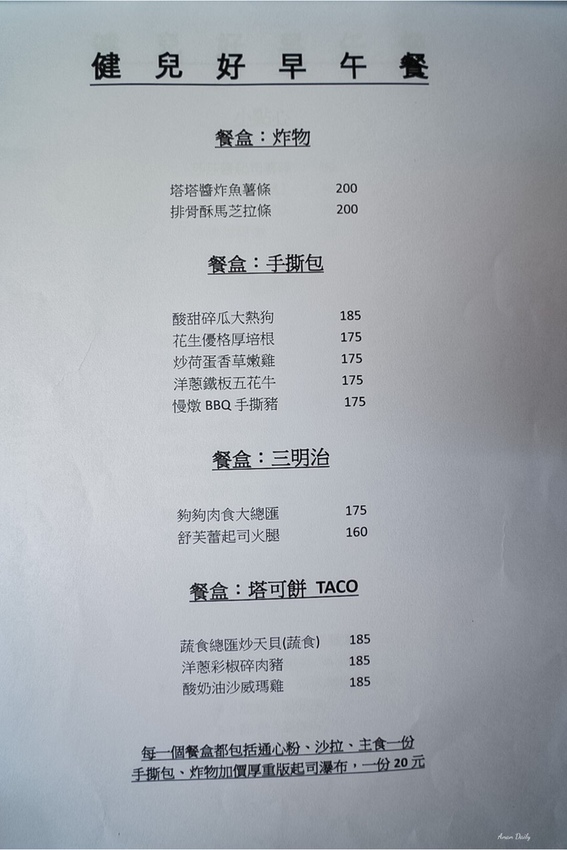 健 兒 好 早 午 餐
餐盒：炸物
塔塔醬炸魚薯條 200
排骨酥馬芝拉條 200
餐盒：手撕包
酸甜碎瓜大熱狗 185
花生優格厚培根 175
炒荷蛋香草嫩雞 175
洋蔥鐵板五花牛 175
慢燉 BBQ 手撕豬 175
餐盒：三明治
夠夠肉食大總匯 175
舒芙蕾起司火腿 160
餐盒：塔可餅 TACO
蔬食總匯炒天貝(蔬食) 185
洋蔥彩椒碎肉豬 185
酸奶油沙威瑪雞 185
每一個餐盒都包括通心粉、沙拉、主食一份
手撕包、炸物加價厚重版起司瀑布，一份 20 元
Aman Daily